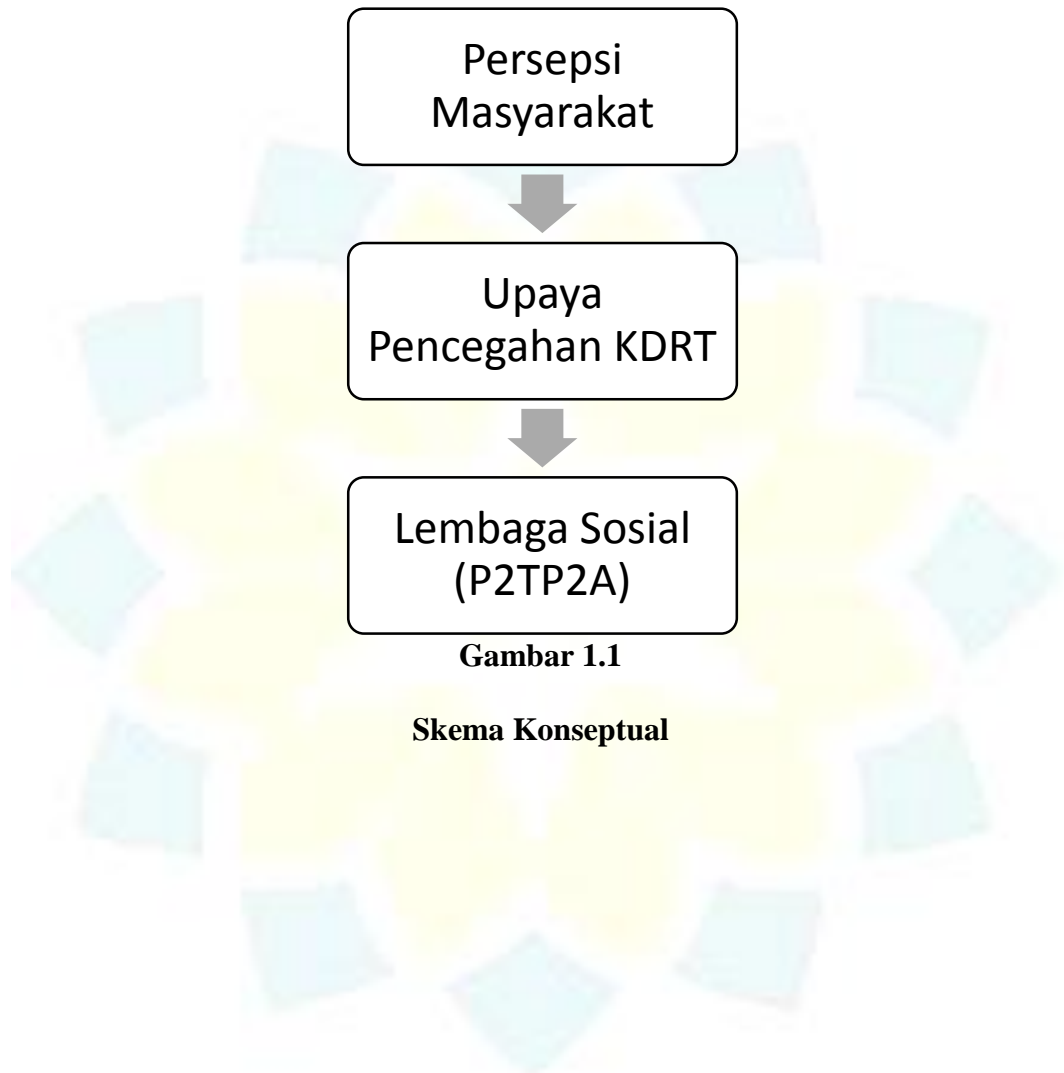 Persepsi
Masyarakat
Upaya
Pencegahan KDRT
Lembaga Sosial
(P2TP2A)
Gambar 1.1
Skema Konseptual